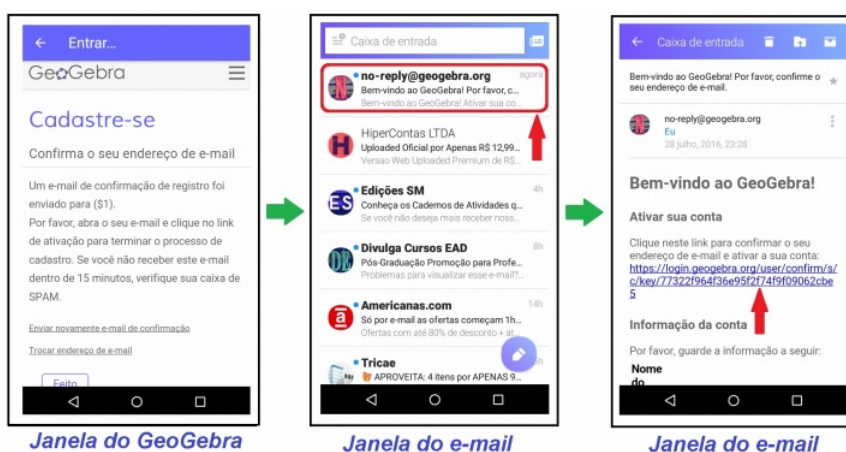 Entrar...
GeoGebra
Cadastre-se
Confirma o seu endereço de e-mail
Um e-mail de confirmação de registro foi
enviado para ($1).
Por favor, abra o seu e-mail e clique no link
de ativação para terminar o processo de
cadastro. Se você não receber este e-mail
dentro de 15 minutos, verifique sua caixa de
SPAM.
Enviar novamente e-mail de confirmação
Trocar endereço de e-mail
Feito
Janela do GeoGebra
Caixa de entrada
N
no-reply@geogebra.org agora
Bem-vindo ao GeoGebra! Por favor, c...
Bem-vindo ao GeoGebra! Ativar sua co...
H
HiperContas LTDA
Uploaded Oficial por Apenas R$ 12,99...
Versao Web Uploaded Premium de R$...
ES
Edições SM 4h
Conheça os Cadernos de Atividades q...
Se você não deseja mais receber noss...
DE
Divulga Cursos EAD 8h
Pós-Graduação Promoção para Profe...
Problemas para visualizar esse e-mail?...
a
Americanas.com 14h
Só por e-mail as ofertas começam 1h...
Ofertas com até 80% de desconto + at...
Tricae
APROVEITA: 4 itens por APENAS 9...
Janela do e-mail
Caixa de entrada
Bem-vindo ao GeoGebra! Por favor, confirme o
seu endereço de e-mail.
N
no-reply@geogebra.org
Eu
28 julho, 2016, 23:28
Bem-vindo ao GeoGebra!
Ativar sua conta
Clique neste link para confirmar o seu
endereço de e-mail e ativar a sua conta:
https://login.geogebra.org/user/confirm/s/
c/key/77322f964f36e95f2f74f9f09062cbe
5
Informação da conta
Por favor, guarde a informação a seguir:
Nome
do
Janela do e-mail